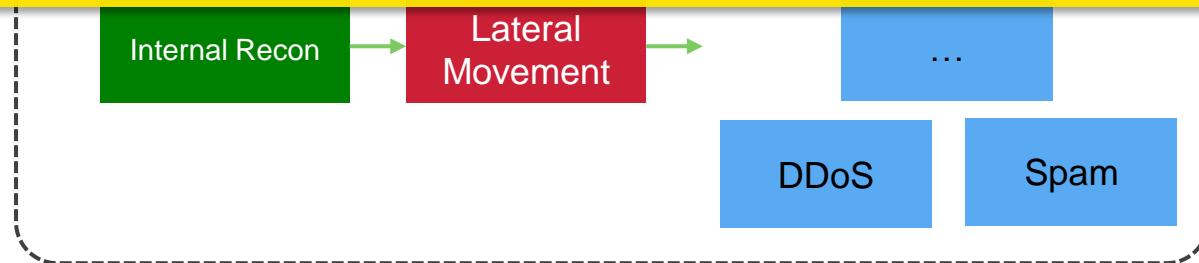 Internal Recon
Lateral
Movement
…
DDoS
Spam